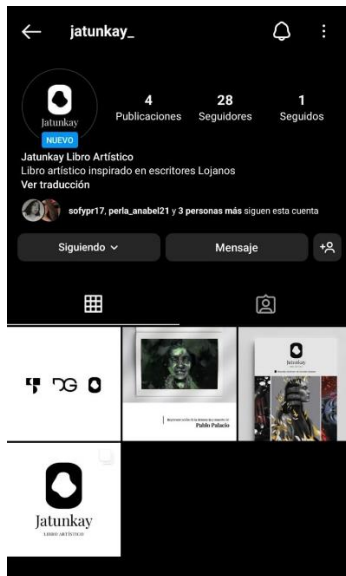 jatunkay_
Jatunkay
NUEVO
4
Publicaciones
28
Seguidores
1
Seguidos
Jatunkay Libro Artístico
Libro artístico inspirado en escritores Lojanos
Ver traducción
sofypr17, perla_anabel21 y 3 personas más siguen esta cuenta
Siguiendo
Mensaje
DG
Pablo Palacio
Jatunkay
Jatunkay
LIBRO ARTÍSTICO